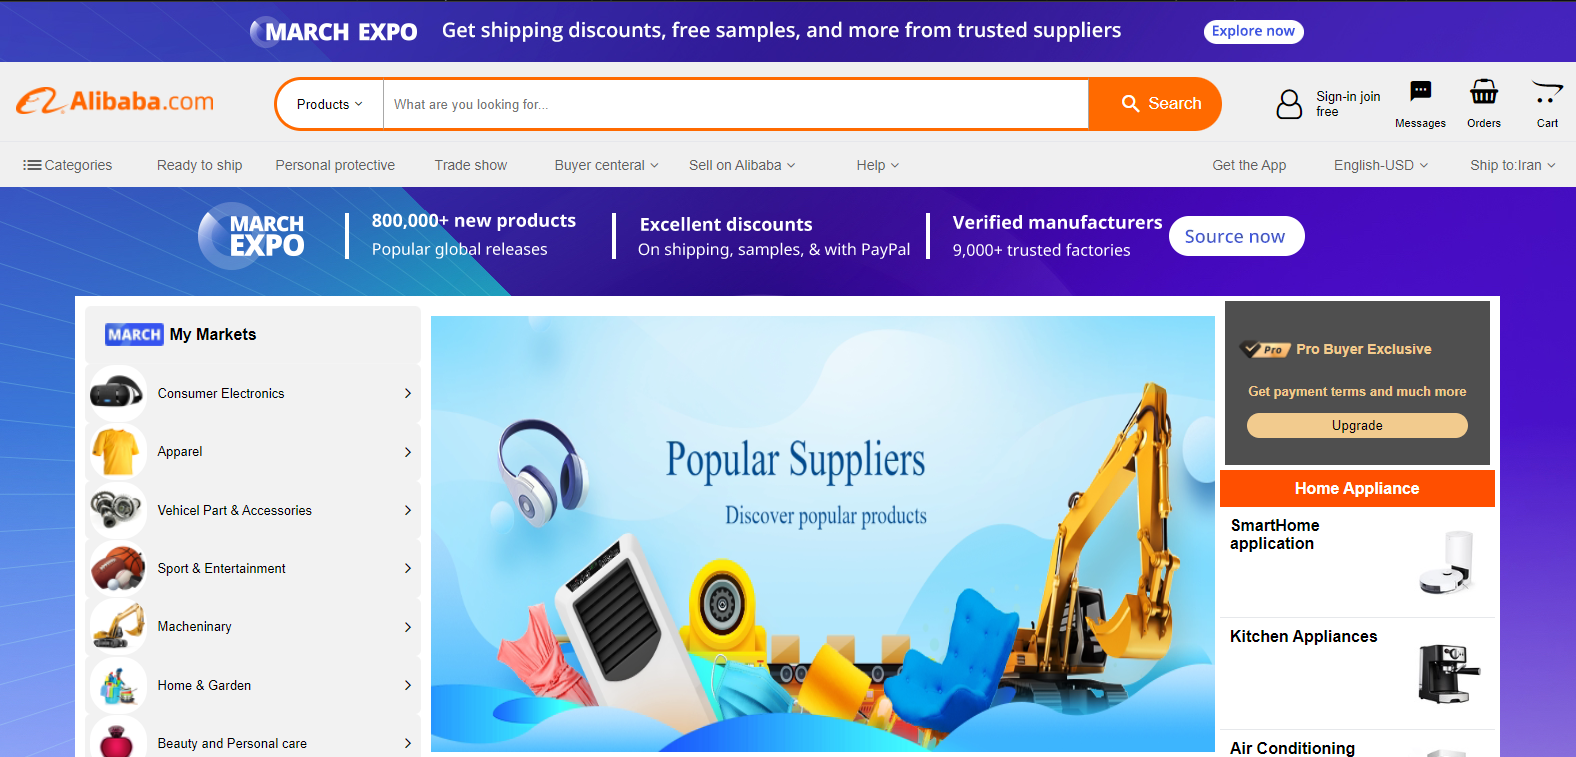 MARCH EXPO Get shipping discounts, free samples, and more from trusted suppliers Explore now
Alibaba.com
Products What are you looking for... Search
Sign-in join
free
Messages Orders Cart
Categories Ready to ship Personal protective Trade show Buyer centeral Sell on Alibaba Help Get the App English-USD Ship to:Iran
MARCH
EXPO
800,000+ new products
Popular global releases
Excellent discounts
On shipping, samples, & with PayPal
Verified manufacturers
9,000+ trusted factories
Source now
MARCH My Markets
Consumer Electronics
Apparel
Vehicel Part & Accessories
Sport & Entertainment
Macheninary
Home & Garden
Beauty and Personal care
Popular Suppliers
Discover popular products
Pro Pro Buyer Exclusive
Get payment terms and much more
Upgrade
Home Appliance
SmartHome
application
Kitchen Appliances
Air Conditioning